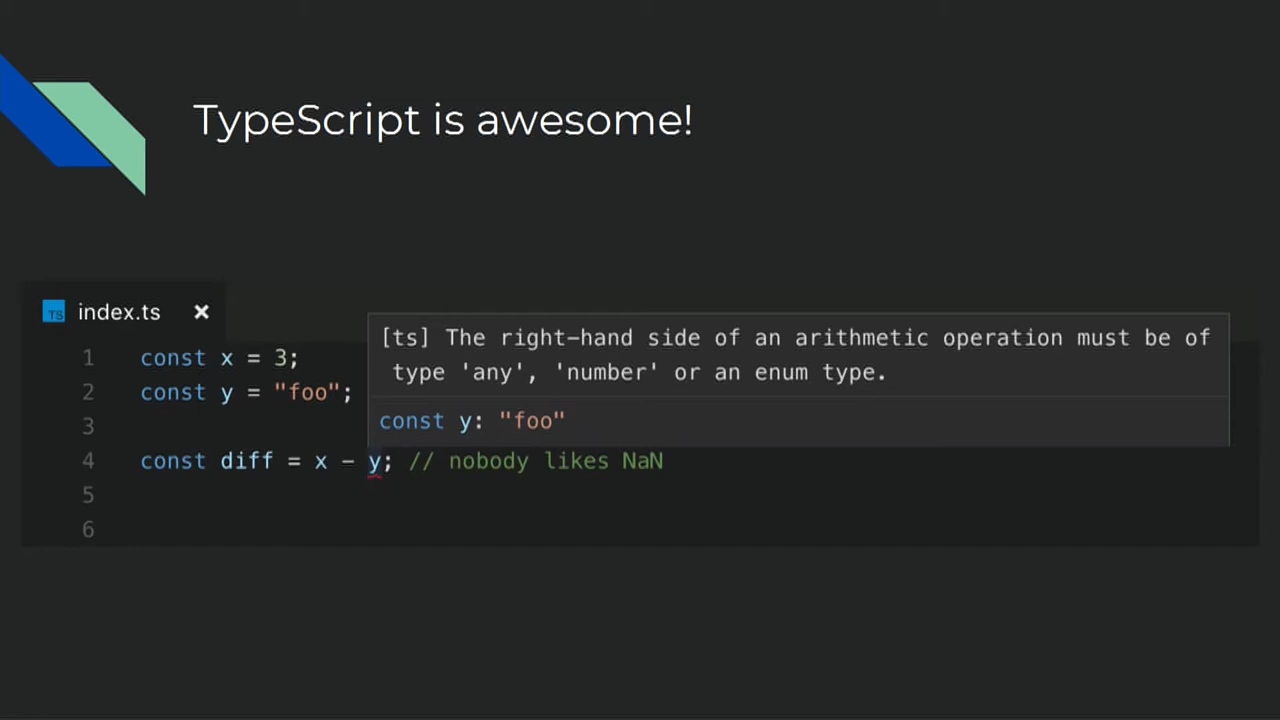 TypeScript is awesome!
TS index.ts ×
[ts] The right-hand side of an arithmetic operation must be of
type 'any', 'number' or an enum type.
const y: "foo"
1 const x = 3;
2 const y = "foo";
3
4 const diff = x - y; // nobody likes NaN
5
6